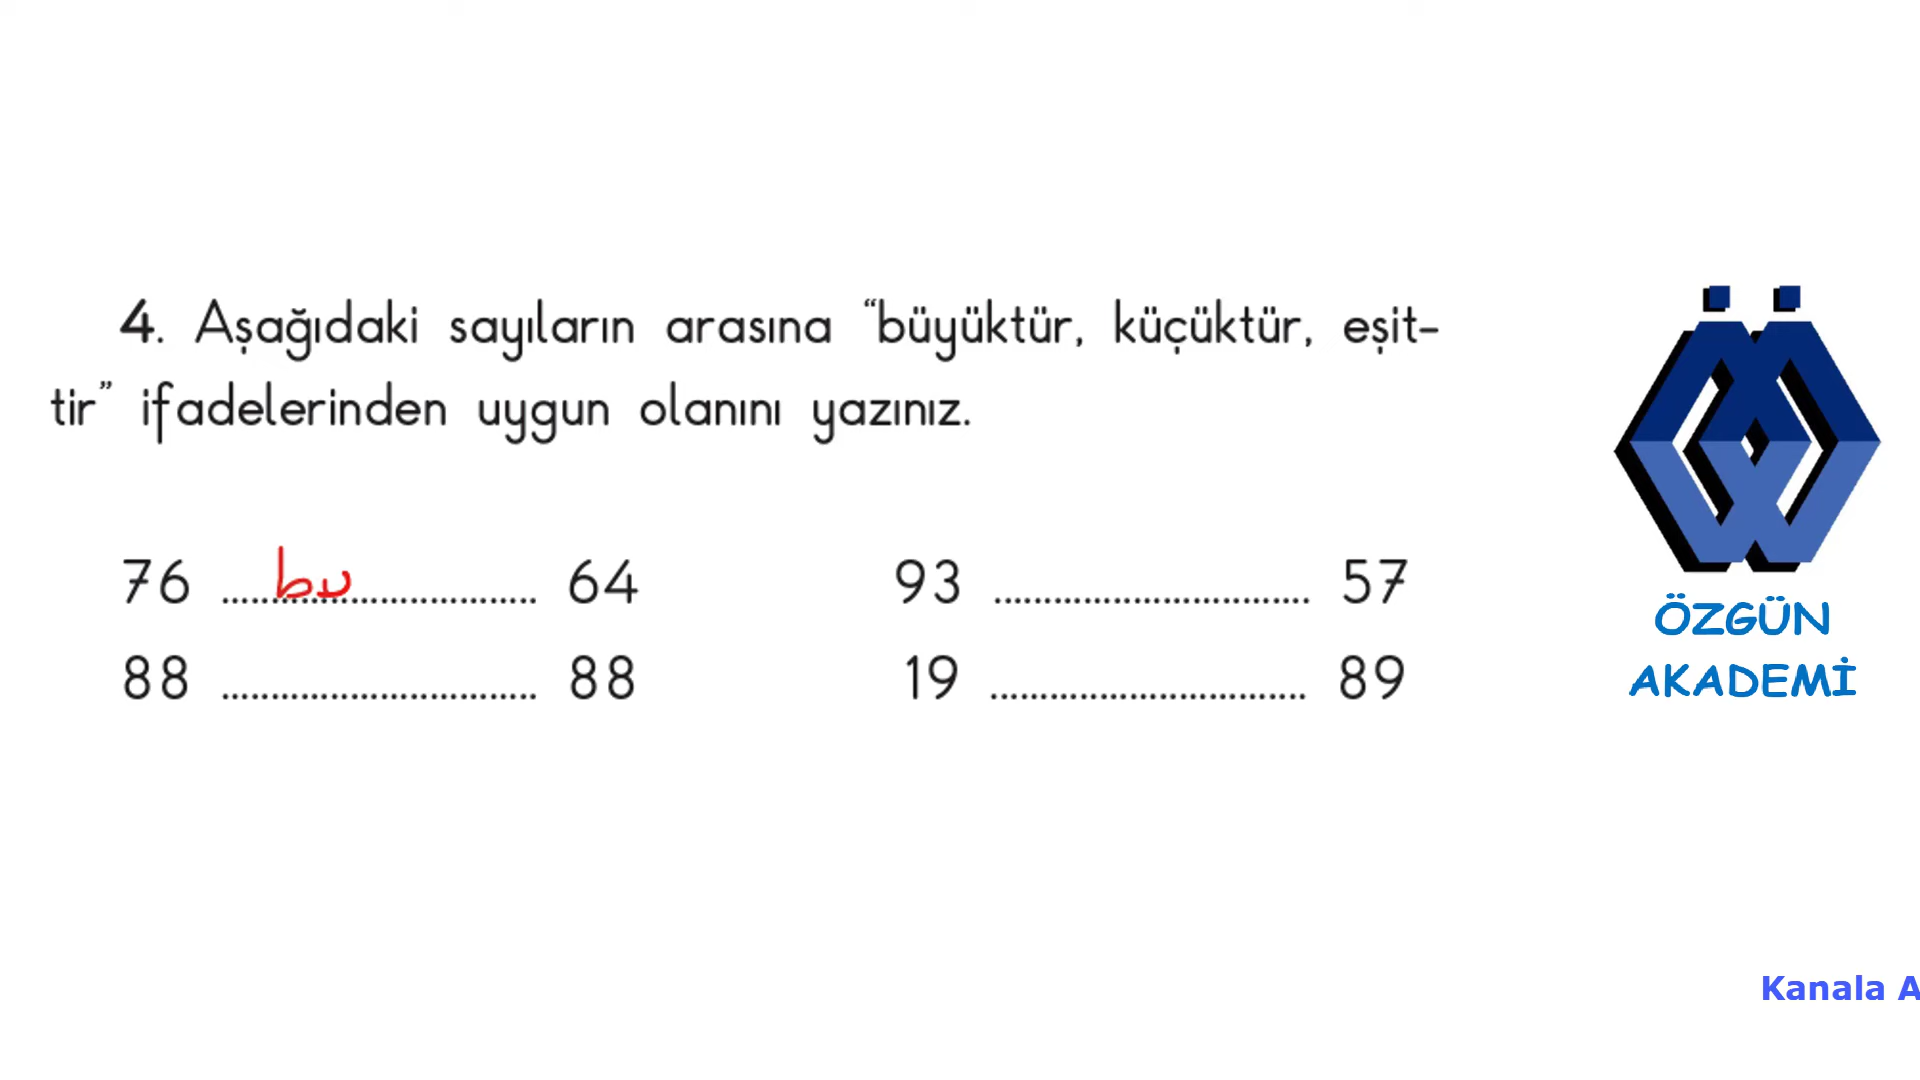 4. Aşağıdaki sayıların arasına “büyüktür, küçüktür, eşit-
tir” ifadelerinden uygun olanını yazınız.
76 ................................ 64
bu
93 ................................ 57
88 ................................ 88
19 ................................ 89
ÖZGÜN
AKADEMİ
Kanala A